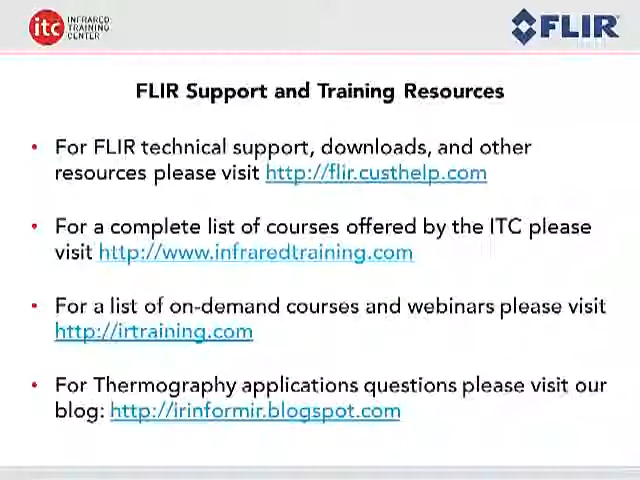 itc INFRARED
TRAINING
CENTER
FLIR
FLIR Support and Training Resources
• For FLIR technical support, downloads, and other
resources please visit http://flir.custhelp.com
• For a complete list of courses offered by the ITC please
visit http://www.infraredtraining.com
• For a list of on-demand courses and webinars please visit
http://irtraining.com
• For Thermography applications questions please visit our
blog: http://irinformir.blogspot.com